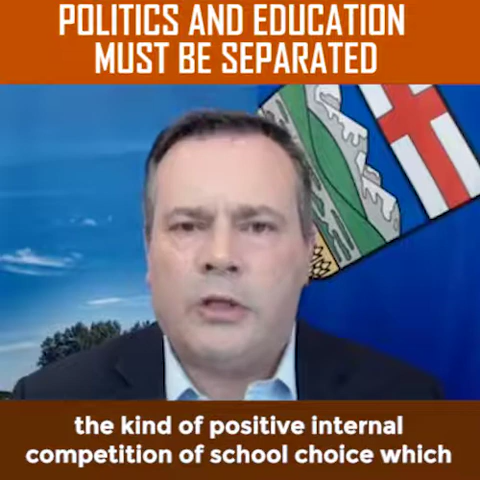 POLITICS AND EDUCATION
MUST BE SEPARATED
the kind of positive internal
competition of school choice which